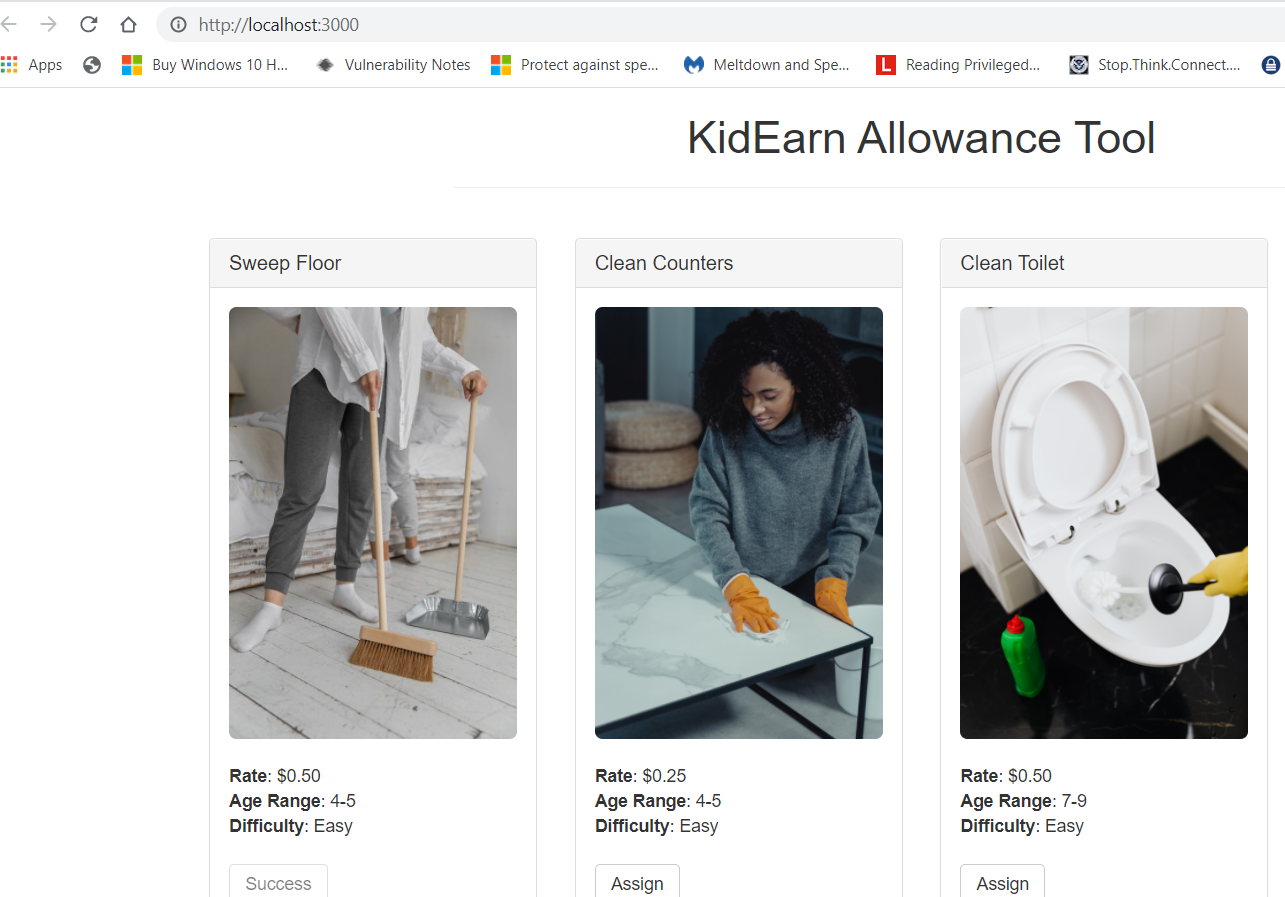 http://localhost:3000
Apps Buy Windows 10 H... Vulnerability Notes Protect against spe... Meltdown and Spe... L Reading Privileged... Stop.Think.Connect....
KidEarn Allowance Tool
Sweep Floor
Clean Counters
Clean Toilet
Rate: $0.50
Age Range: 4-5
Difficulty: Easy
Success
Rate: $0.25
Age Range: 4-5
Difficulty: Easy
Assign
Rate: $0.50
Age Range: 7-9
Difficulty: Easy
Assign